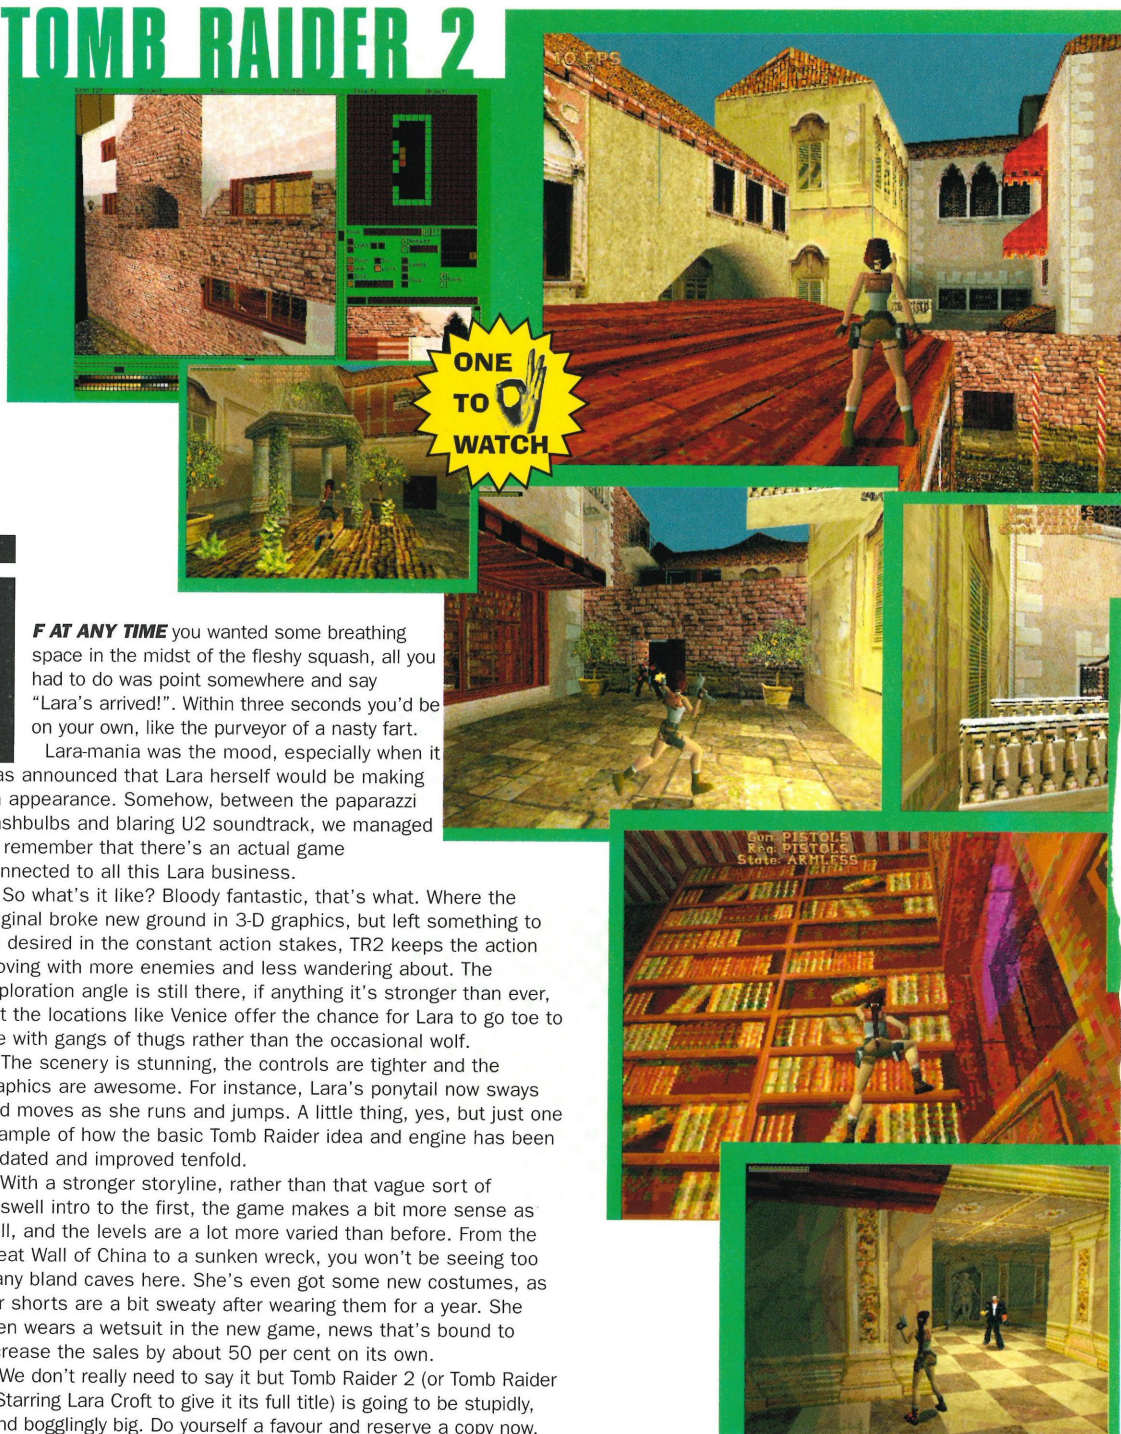 TOMB RAIDER 2
10 FPS
ONE
TO
WATCH
F AT ANY TIME you wanted some breathing
space in the midst of the fleshy squash, all you
had to do was point somewhere and say
"Lara's arrived!". Within three seconds you'd be
on your own, like the purveyor of a nasty fart.
Lara-mania was the mood, especially when it
as announced that Lara herself would be making
appearance. Somehow, between the paparazzi
shbulbs and blaring U2 soundtrack, we managed
remember that there's an actual game
nnected to all this Lara business.
So what's it like? Bloody fantastic, that's what. Where the
ginal broke new ground in 3-D graphics, but left something to
desired in the constant action stakes, TR2 keeps the action
oving with more enemies and less wandering about. The
ploration angle is still there, if anything it's stronger than ever,
t the locations like Venice offer the chance for Lara to go toe to
e with gangs of thugs rather than the occasional wolf.
The scenery is stunning, the controls are tighter and the
aphics are awesome. For instance, Lara's ponytail now sways
d moves as she runs and jumps. A little thing, yes, but just one
ample of how the basic Tomb Raider idea and engine has been
dated and improved tenfold.
With a stronger storyline, rather than that vague sort of
swell intro to the first, the game makes a bit more sense as
ll, and the levels are a lot more varied than before. From the
eat Wall of China to a sunken wreck, you won't be seeing too
any bland caves here. She's even got some new costumes, as
r shorts are a bit sweaty after wearing them for a year. She
en wears a wetsuit in the new game, news that's bound to
crease the sales by about 50 per cent on its own.
We don't really need to say it but Tomb Raider 2 (or Tomb Raider
Starring Lara Croft to give it its full title) is going to be stupidly,
nd bogglingly big. Do yourself a favour and reserve a copy now.
Gun: PISTOLS
Req: PISTOLS
State: ARMLESS